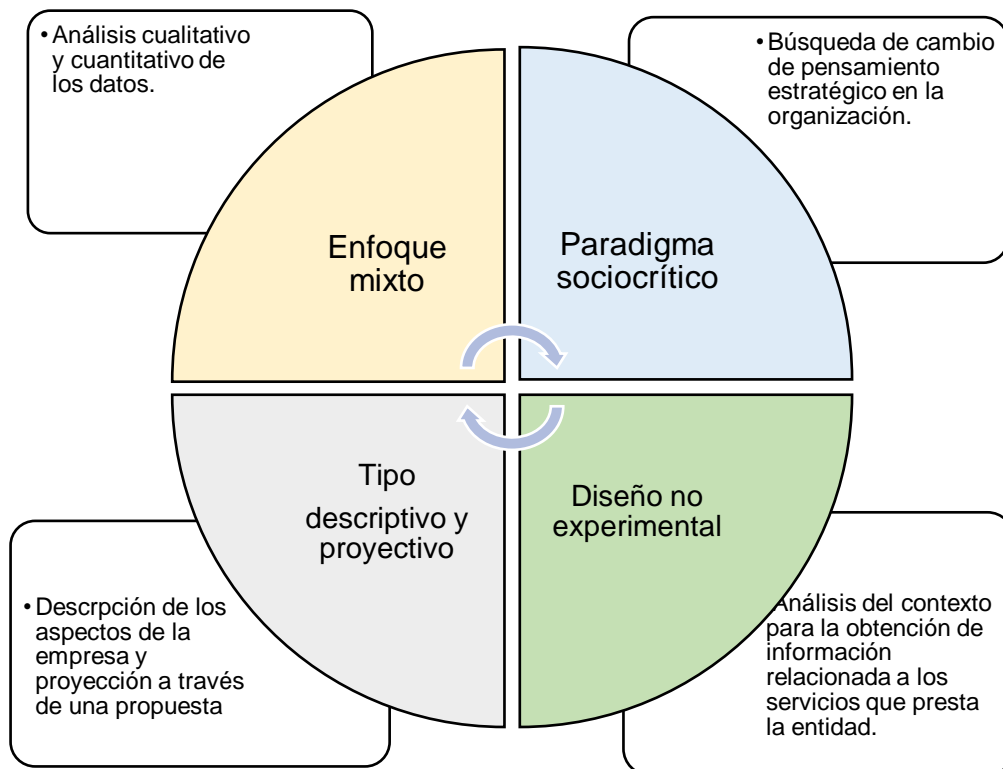 • Análisis cualitativo
y cuantitativo de
los datos.
• Búsqueda de cambio
de pensamiento
estratégico en la
organización.
Enfoque
mixto
Paradigma
sociocrítico
Tipo
descriptivo y
proyectivo
Diseño no
experimental
• Descrpción de los
aspectos de la
empresa y
proyección a través
de una propuesta
Análisis del contexto
para la obtención de
información
relacionada a los
servicios que presta
la entidad.